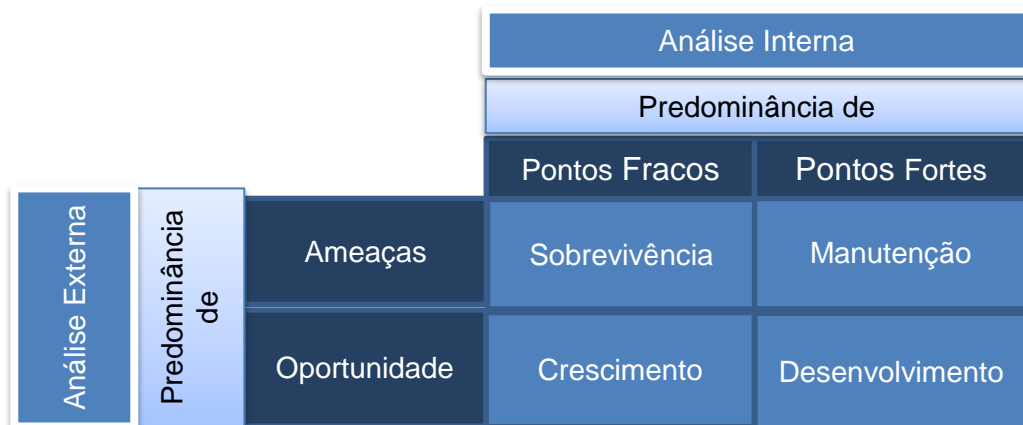 Análise Interna
Predominância de
Pontos Fracos
Pontos Fortes
Análise Externa
Predominância
de
Ameaças
Sobrevivência
Manutenção
Oportunidade
Crescimento
Desenvolvimento